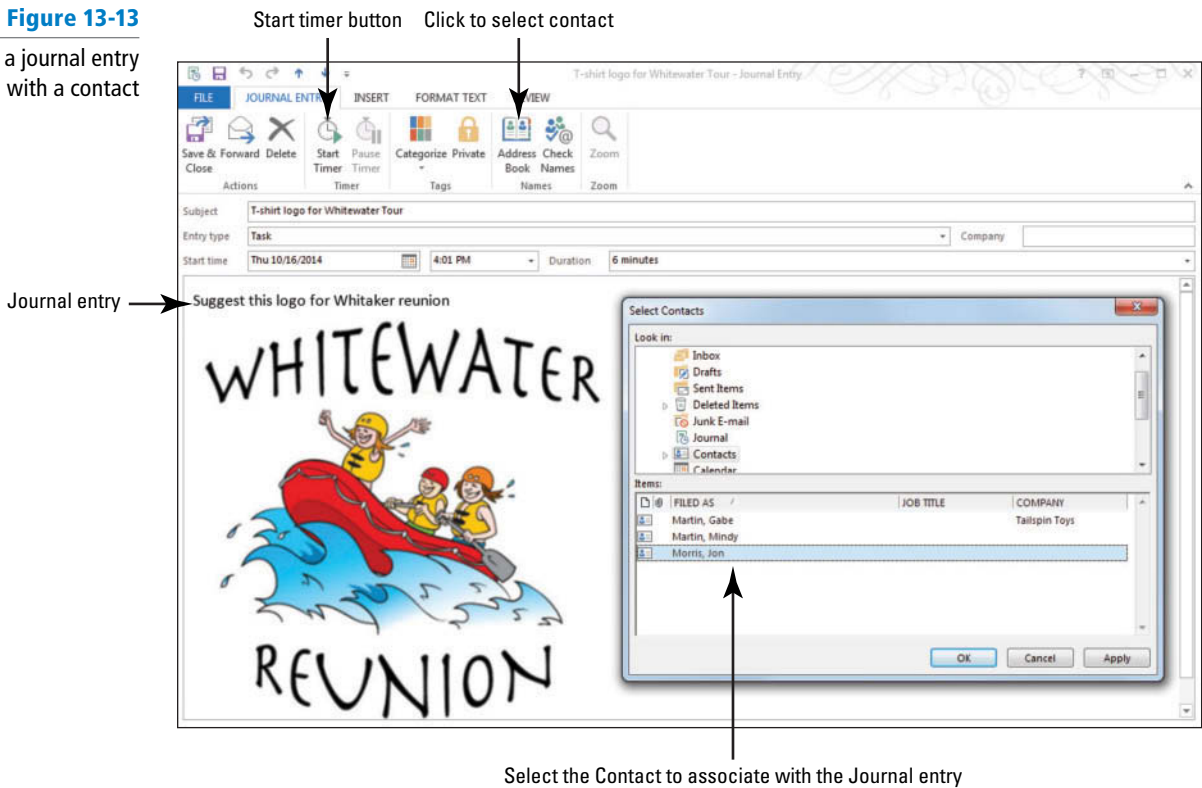 Figure 13-13
a journal entry
with a contact
Start timer button
Click to select contact
T-shirt logo for Whitewater Tour - Journal Entry
FILE
JOURNAL ENTR
INSERT
FORMAT TEXT
VIEW
Save & Close
Forward
Delete
Start Timer
Pause Timer
Categorize
Private
Address Book
Check Names
Zoom
Actions
Timer
Tags
Names
Zoom
Subject
T-shirt logo for Whitewater Tour
Entry type
Task
Company
Start time
Thu 10/16/2014
4:01 PM
Duration
6 minutes
Journal entry
Suggest this logo for Whitaker reunion
WHITEWATER
REUNION
Select Contacts
Look in:
Inbox
Drafts
Sent Items
Deleted Items
Junk E-mail
Journal
Contacts
Calendar
Items:
FILED AS
JOB TITLE
COMPANY
Martin, Gabe
Tailspin Toys
Martin, Mindy
Morris, Jon
OK
Cancel
Apply
Select the Contact to associate with the Journal entry